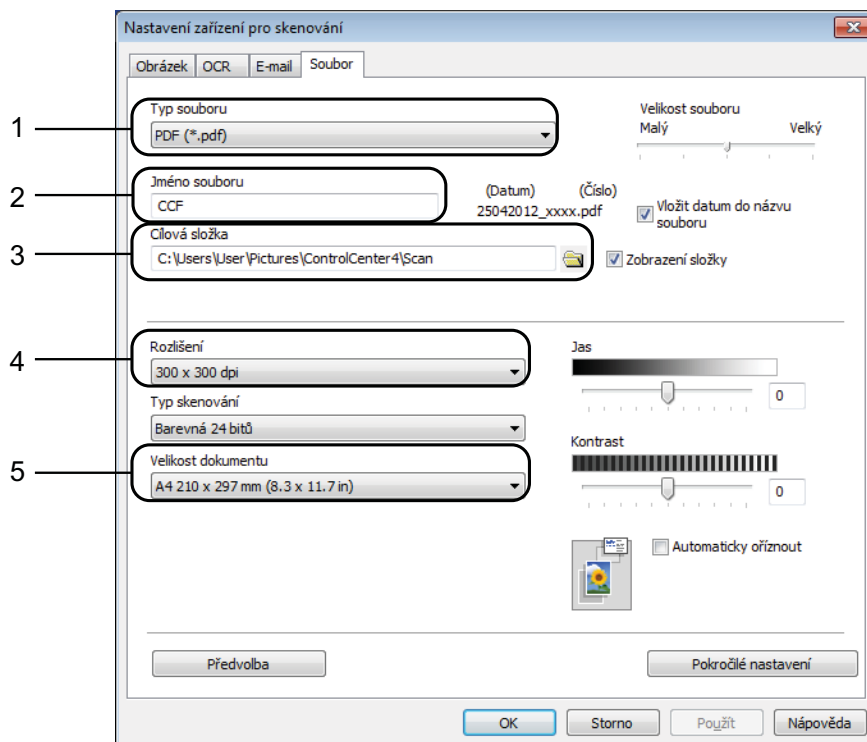 Nastavení zařízení pro skenování
Obrázek OCR E-mail Soubor
1
Typ souboru
PDF (*.pdf)
Velikost souboru
Malý Velký
2
Jméno souboru
CCF
(Datum) (Číslo)
25042012_xxxx.pdf
Vložit datum do názvu
souboru
3
Cílová složka
C:\Users\User\Pictures\ControlCenter4\Scan
Zobrazení složky
4
Rozlišení
300 x 300 dpi
Typ skenování
Barevná 24 bitů
5
Velikost dokumentu
A4 210 x 297 mm (8.3 x 11.7 in)
Jas
0
Kontrast
0
Automaticky oříznout
Předvolba
Pokročilé nastavení
OK Storno Použít Nápověda